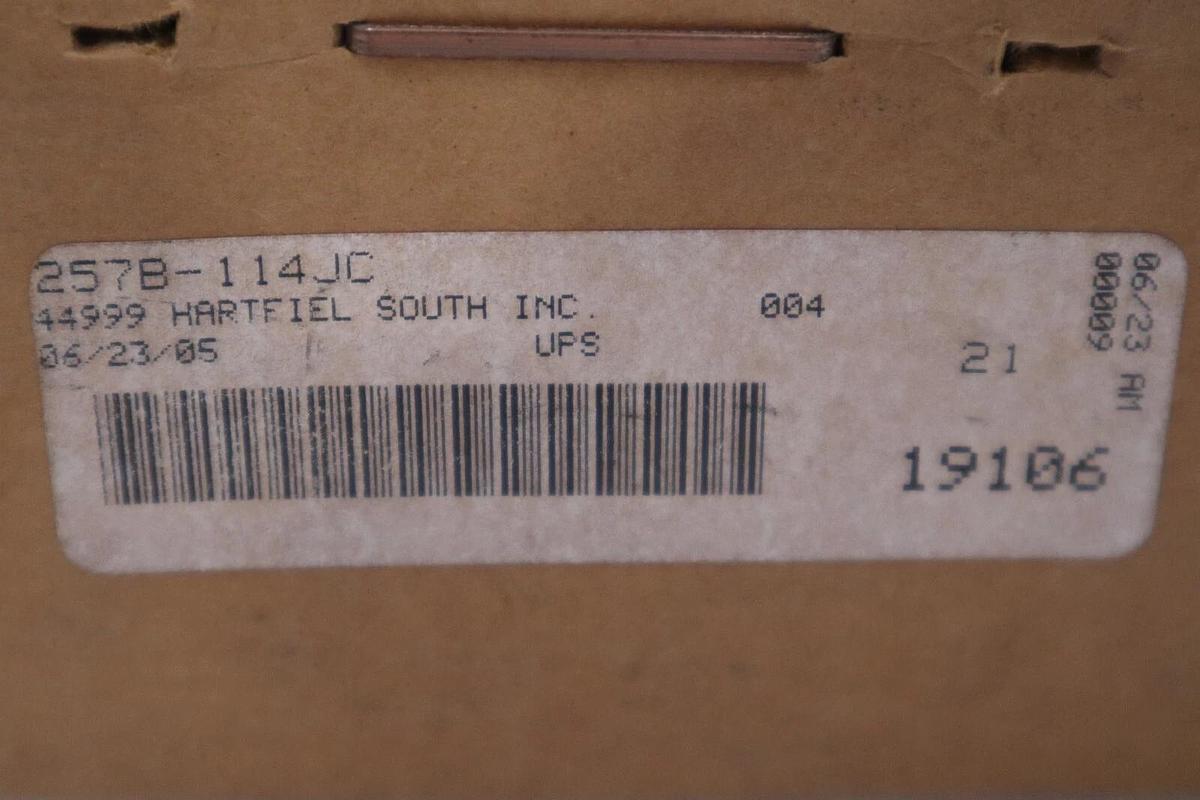 257B-114JC
44999 HARTFIEL SOUTH INC. 004
06/23/05 UPS
21
19106
06/23 AM
00009